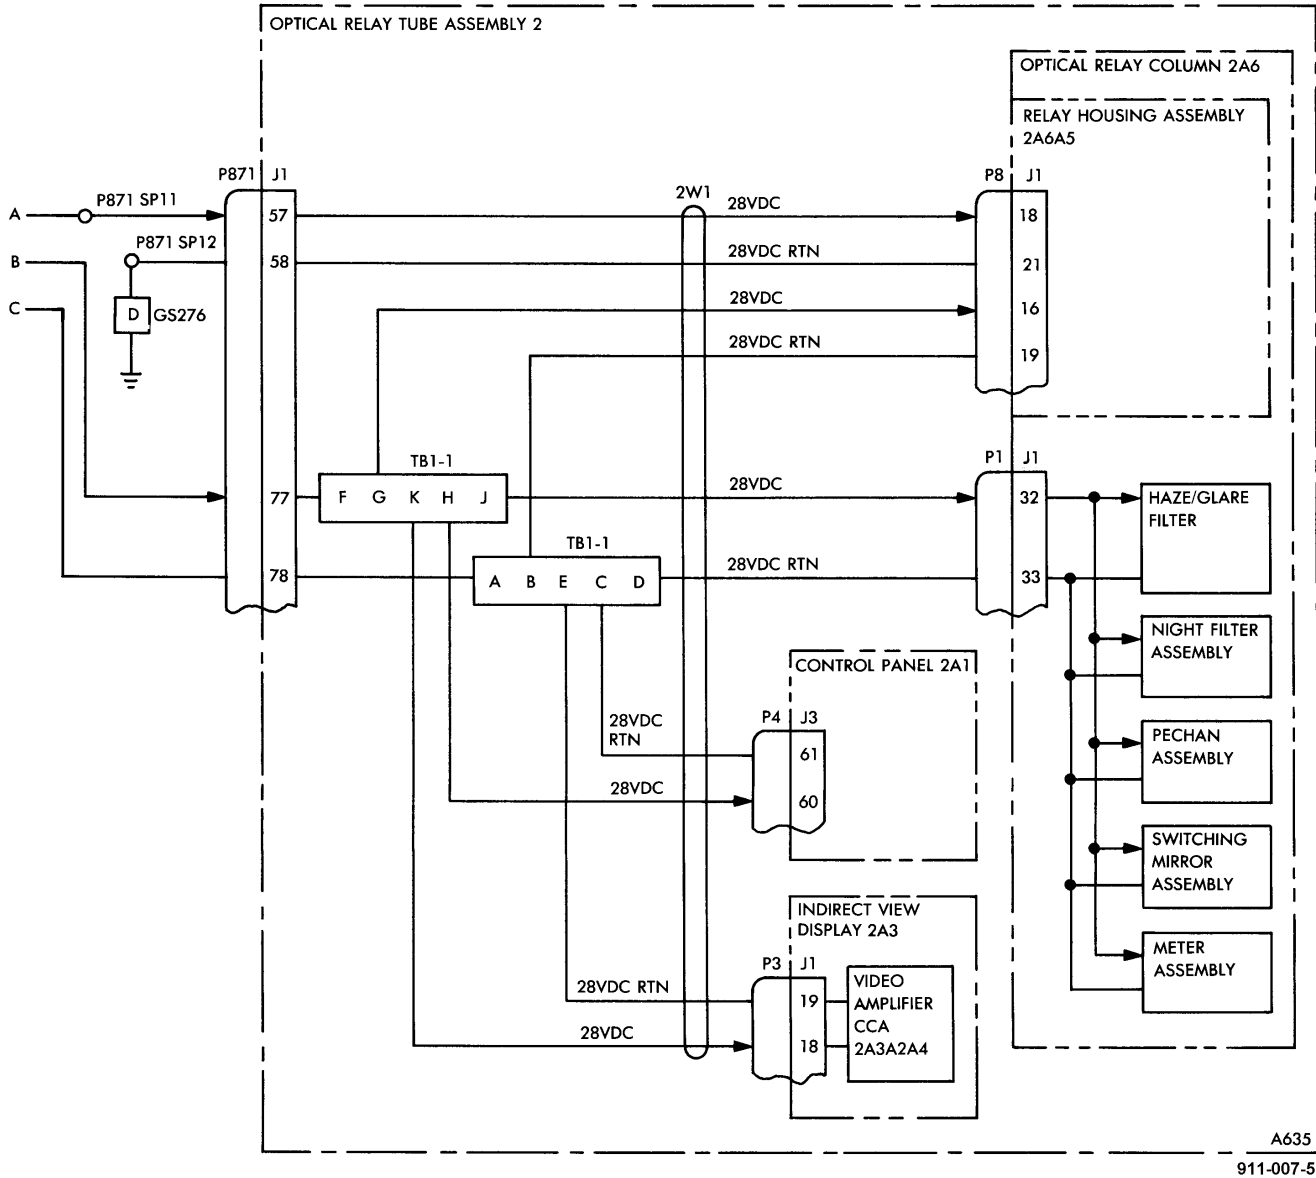 OPTICAL RELAY TUBE ASSEMBLY 2
OPTICAL RELAY COLUMN 2A6
RELAY HOUSING ASSEMBLY
2A6A5
P871 J1
P8 J1
2W1
A
P871 SP11
57
28VDC
18
P871 SP12
B
58
28VDC RTN
21
C
D
GS276
28VDC
16
28VDC RTN
19
TB1-1
P1 J1
77
F G K H J
28VDC
32
HAZE/GLARE
FILTER
TB1-1
78
A B E C D
28VDC RTN
33
NIGHT FILTER
ASSEMBLY
CONTROL PANEL 2A1
P4 J3
28VDC
RTN
61
28VDC
60
PECHAN
ASSEMBLY
SWITCHING
MIRROR
ASSEMBLY
INDIRECT VIEW
DISPLAY 2A3
P3 J1
28VDC RTN
19
28VDC
18
VIDEO
AMPLIFIER
CCA
2A3A2A4
METER
ASSEMBLY
A635
911-007-5